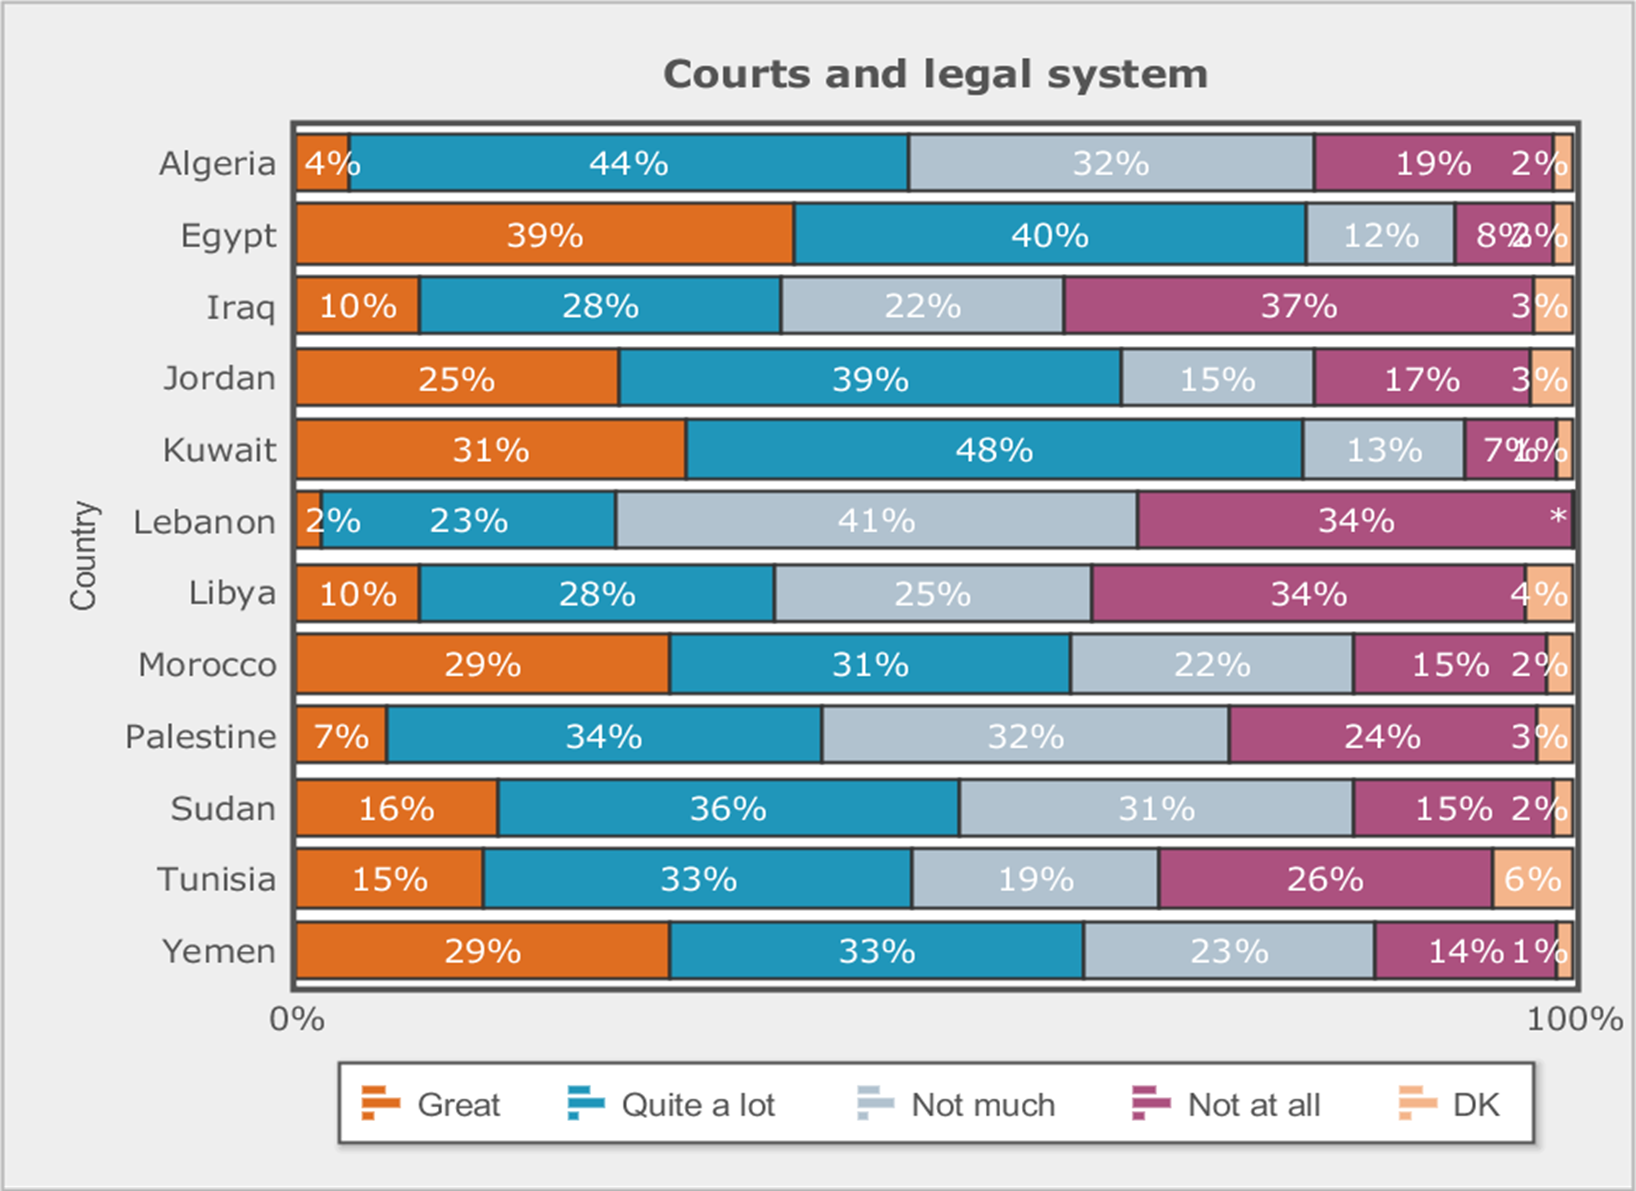 Courts and legal system
Country
Algeria 4% 44% 32% 19% 2%
Egypt 39% 40% 12% 8% 2%
Iraq 10% 28% 22% 37% 3%
Jordan 25% 39% 15% 17% 3%
Kuwait 31% 48% 13% 7% 1%
Lebanon 2% 23% 41% 34% *
Libya 10% 28% 25% 34% 4%
Morocco 29% 31% 22% 15% 2%
Palestine 7% 34% 32% 24% 3%
Sudan 16% 36% 31% 15% 2%
Tunisia 15% 33% 19% 26% 6%
Yemen 29% 33% 23% 14% 1%
0% 100%
Great Quite a lot Not much Not at all DK